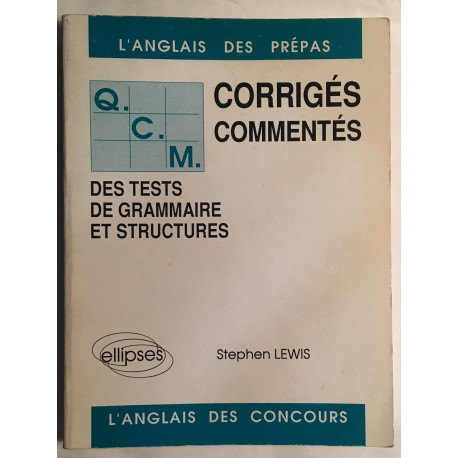 L'ANGLAIS DES PRÉPAS
Q.
C.
M.
CORRIGÉS
COMMENTÉS
DES TESTS
DE GRAMMAIRE
ET STRUCTURES
ellipses
Stephen LEWIS
L'ANGLAIS DES CONCOURS